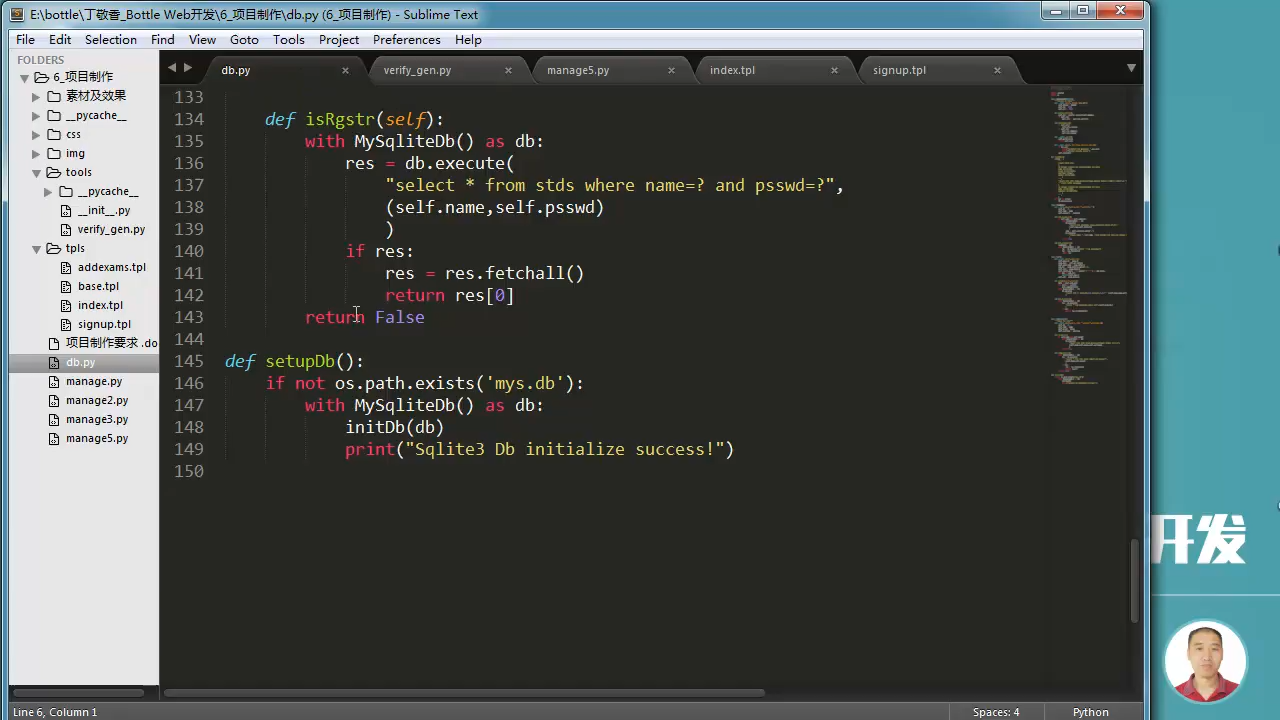 E:\bottle\丁敬香_Bottle Web开发\6_项目制作\db.py (6_项目制作) - Sublime Text
File Edit Selection Find View Goto Tools Project Preferences Help
FOLDERS
6_项目制作
素材及效果
__pycache__
css
img
tools
__pycache__
__init__.py
verify_gen.py
tpls
addexams.tpl
base.tpl
index.tpl
signup.tpl
项目制作要求 .do
db.py
manage.py
manage2.py
manage3.py
manage5.py
db.py verify_gen.py manage5.py index.tpl signup.tpl
133
134 def isRgstr(self):
135 with MySqliteDb() as db:
136 res = db.execute(
137 "select * from stds where name=? and psswd=?",
138 (self.name,self.psswd)
139 )
140 if res:
141 res = res.fetchall()
142 return res[0]
143 return False
144
145 def setupDb():
146 if not os.path.exists('mys.db'):
147 with MySqliteDb() as db:
148 initDb(db)
149 print("Sqlite3 Db initialize success!")
150
开发
Line 6, Column 1 Spaces: 4 Python